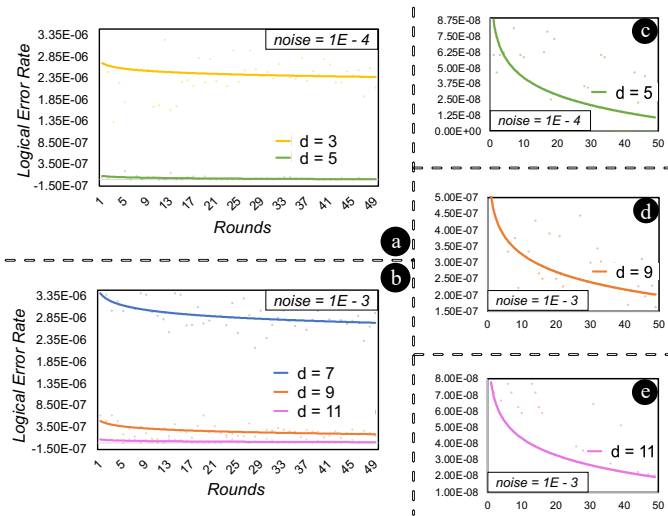 3.35E-06
2.85E-06
2.35E-06
1.85E-06
1.35E-06
8.50E-07
3.50E-07
-1.50E-07
Logical Error Rate
noise = 1E - 4
d = 3
d = 5
1 5 9 13 17 21 25 29 33 37 41 45 49
Rounds
a
b
3.35E-06
2.85E-06
2.35E-06
1.85E-06
1.35E-06
8.50E-07
3.50E-07
-1.50E-07
Logical Error Rate
noise = 1E - 3
d = 7
d = 9
d = 11
1 5 9 13 17 21 25 29 33 37 41 45 49
Rounds
c
8.75E-08
7.50E-08
6.25E-08
5.00E-08
3.75E-08
2.50E-08
1.25E-08
0.00E+00
d = 5
noise = 1E - 4
0 10 20 30 40 50
d
5.00E-07
4.50E-07
4.00E-07
3.50E-07
3.00E-07
2.50E-07
2.00E-07
1.50E-07
d = 9
noise = 1E - 3
0 10 20 30 40 50
e
8.00E-08
7.00E-08
6.00E-08
5.00E-08
4.00E-08
3.00E-08
2.00E-08
1.00E-08
d = 11
noise = 1E - 3
0 10 20 30 40 50